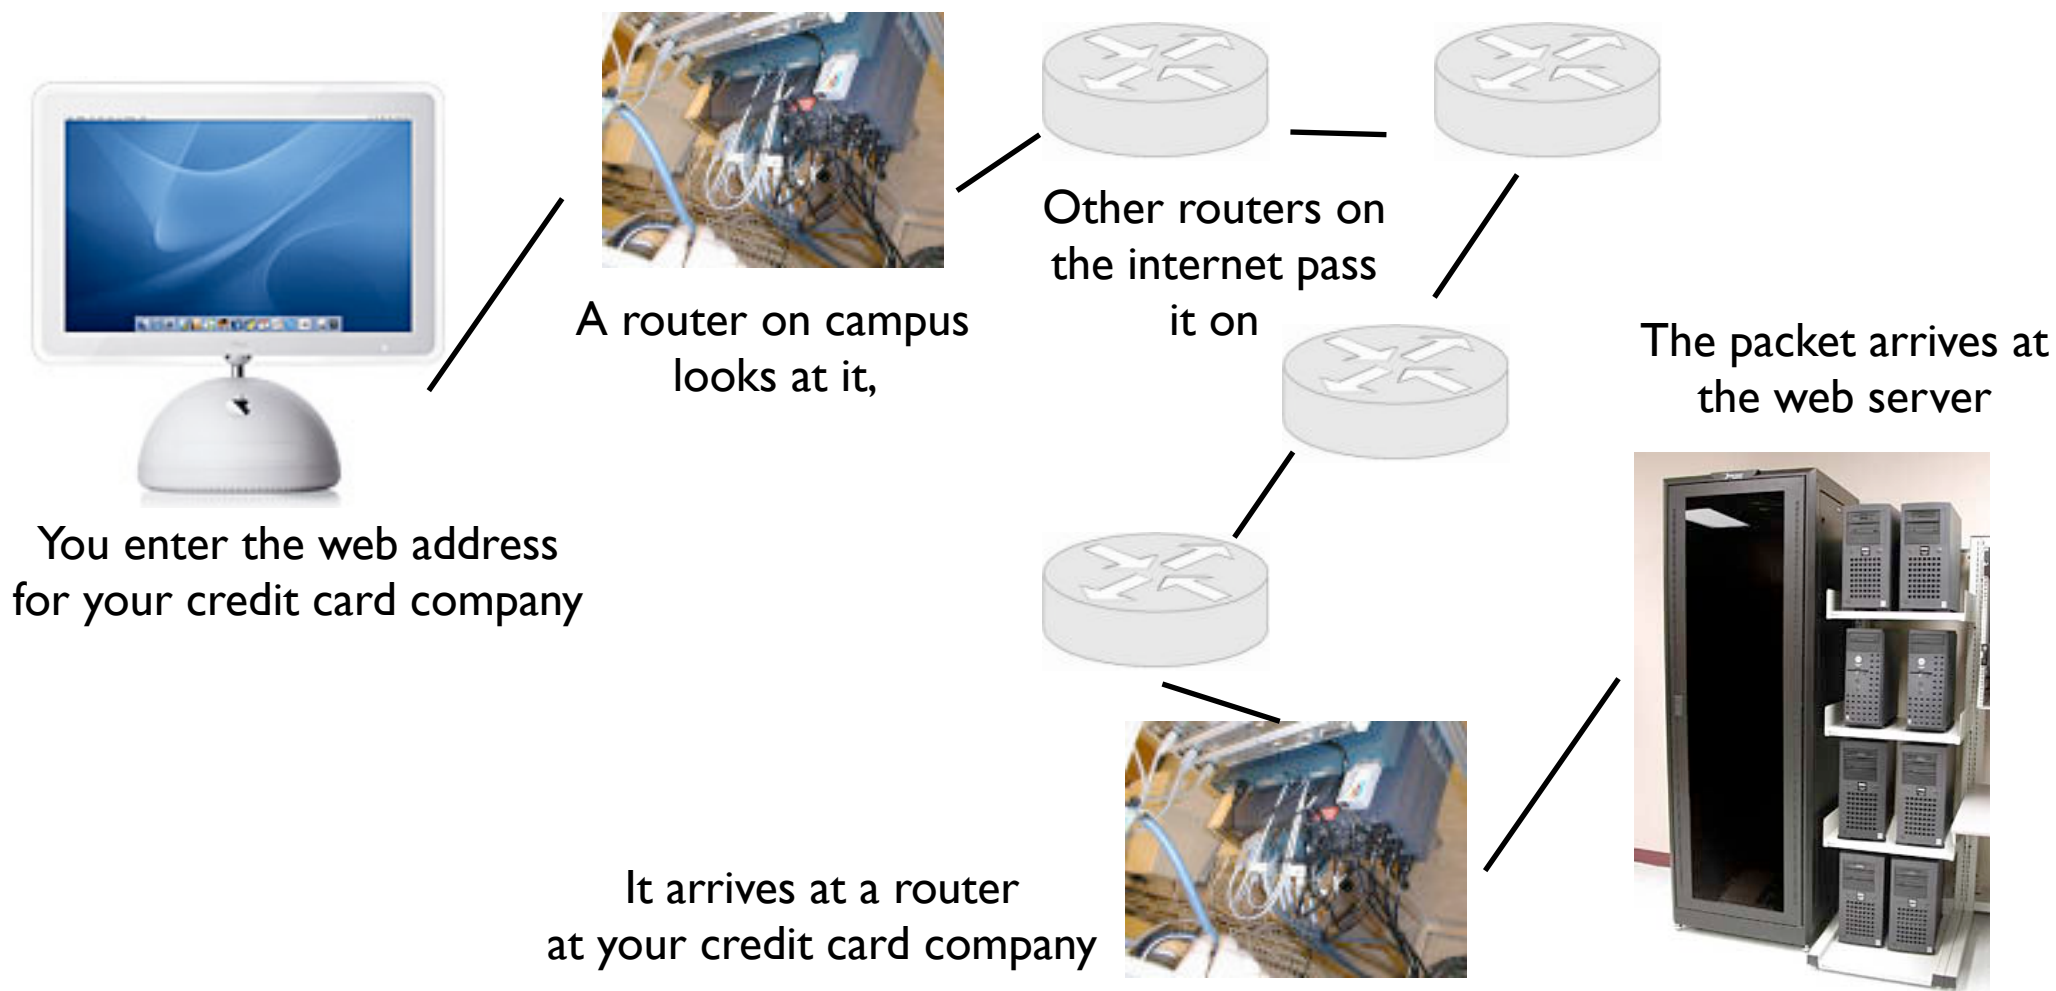 You enter the web address
for your credit card company
A router on campus
looks at it,
Other routers on
the internet pass
it on
It arrives at a router
at your credit card company
The packet arrives at
the web server